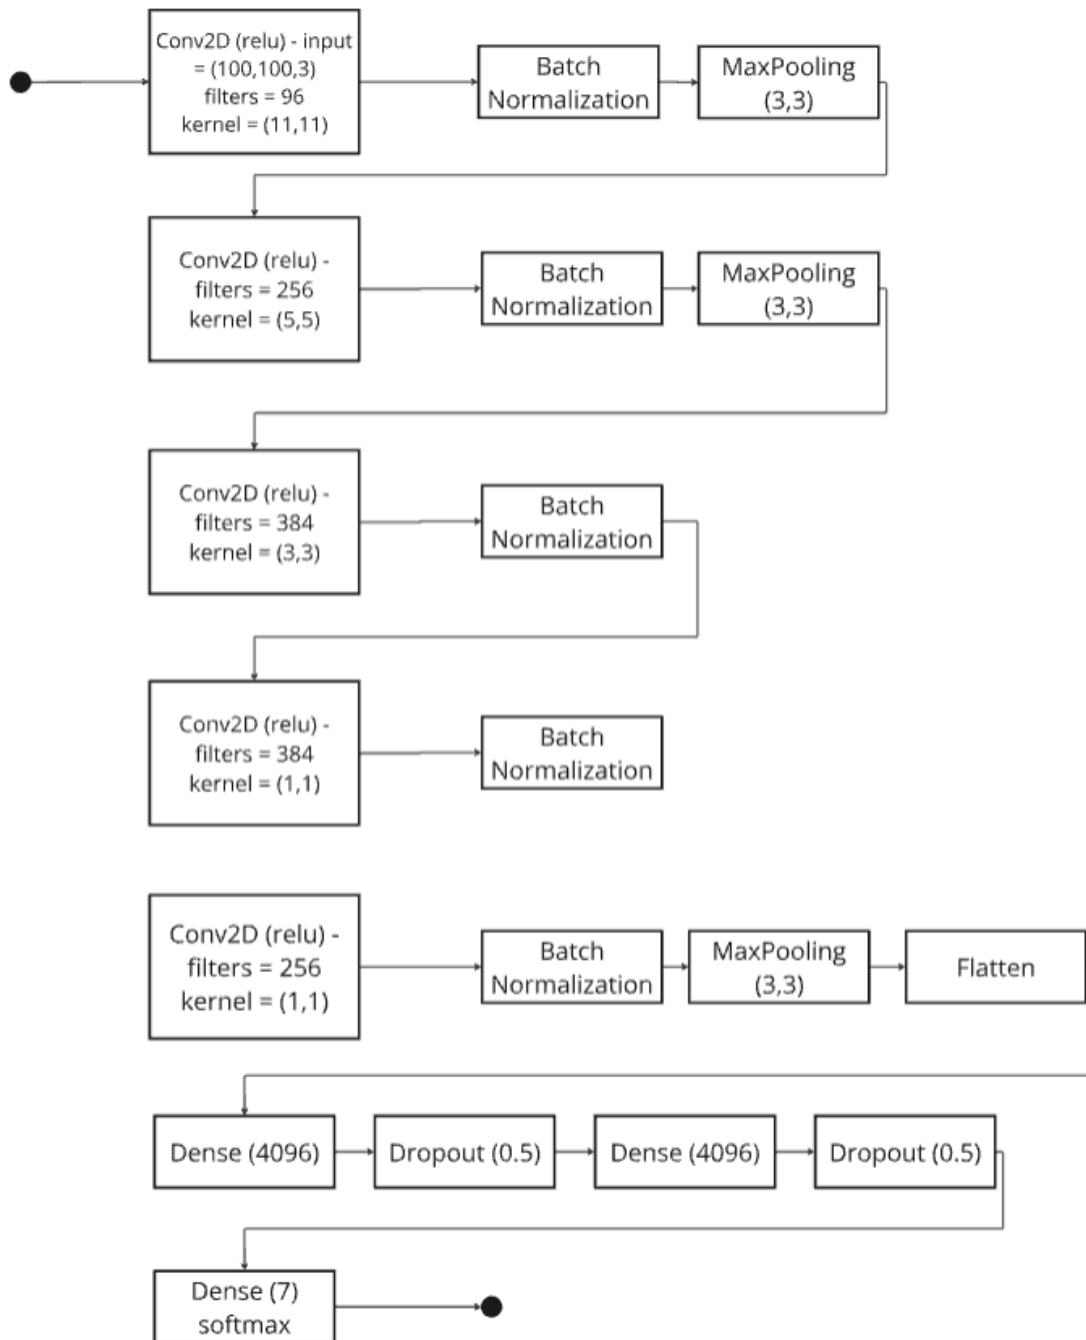 Conv2D (relu) - input
= (100,100,3)
filters = 96
kernel = (11,11)
Batch
Normalization
MaxPooling
(3,3)
Conv2D (relu) -
filters = 256
kernel = (5,5)
Batch
Normalization
MaxPooling
(3,3)
Conv2D (relu) -
filters = 384
kernel = (3,3)
Batch
Normalization
Conv2D (relu) -
filters = 384
kernel = (1,1)
Batch
Normalization
Conv2D (relu) -
filters = 256
kernel = (1,1)
Batch
Normalization
MaxPooling
(3,3)
Flatten
Dense (4096)
Dropout (0.5)
Dense (4096)
Dropout (0.5)
Dense (7)
softmax